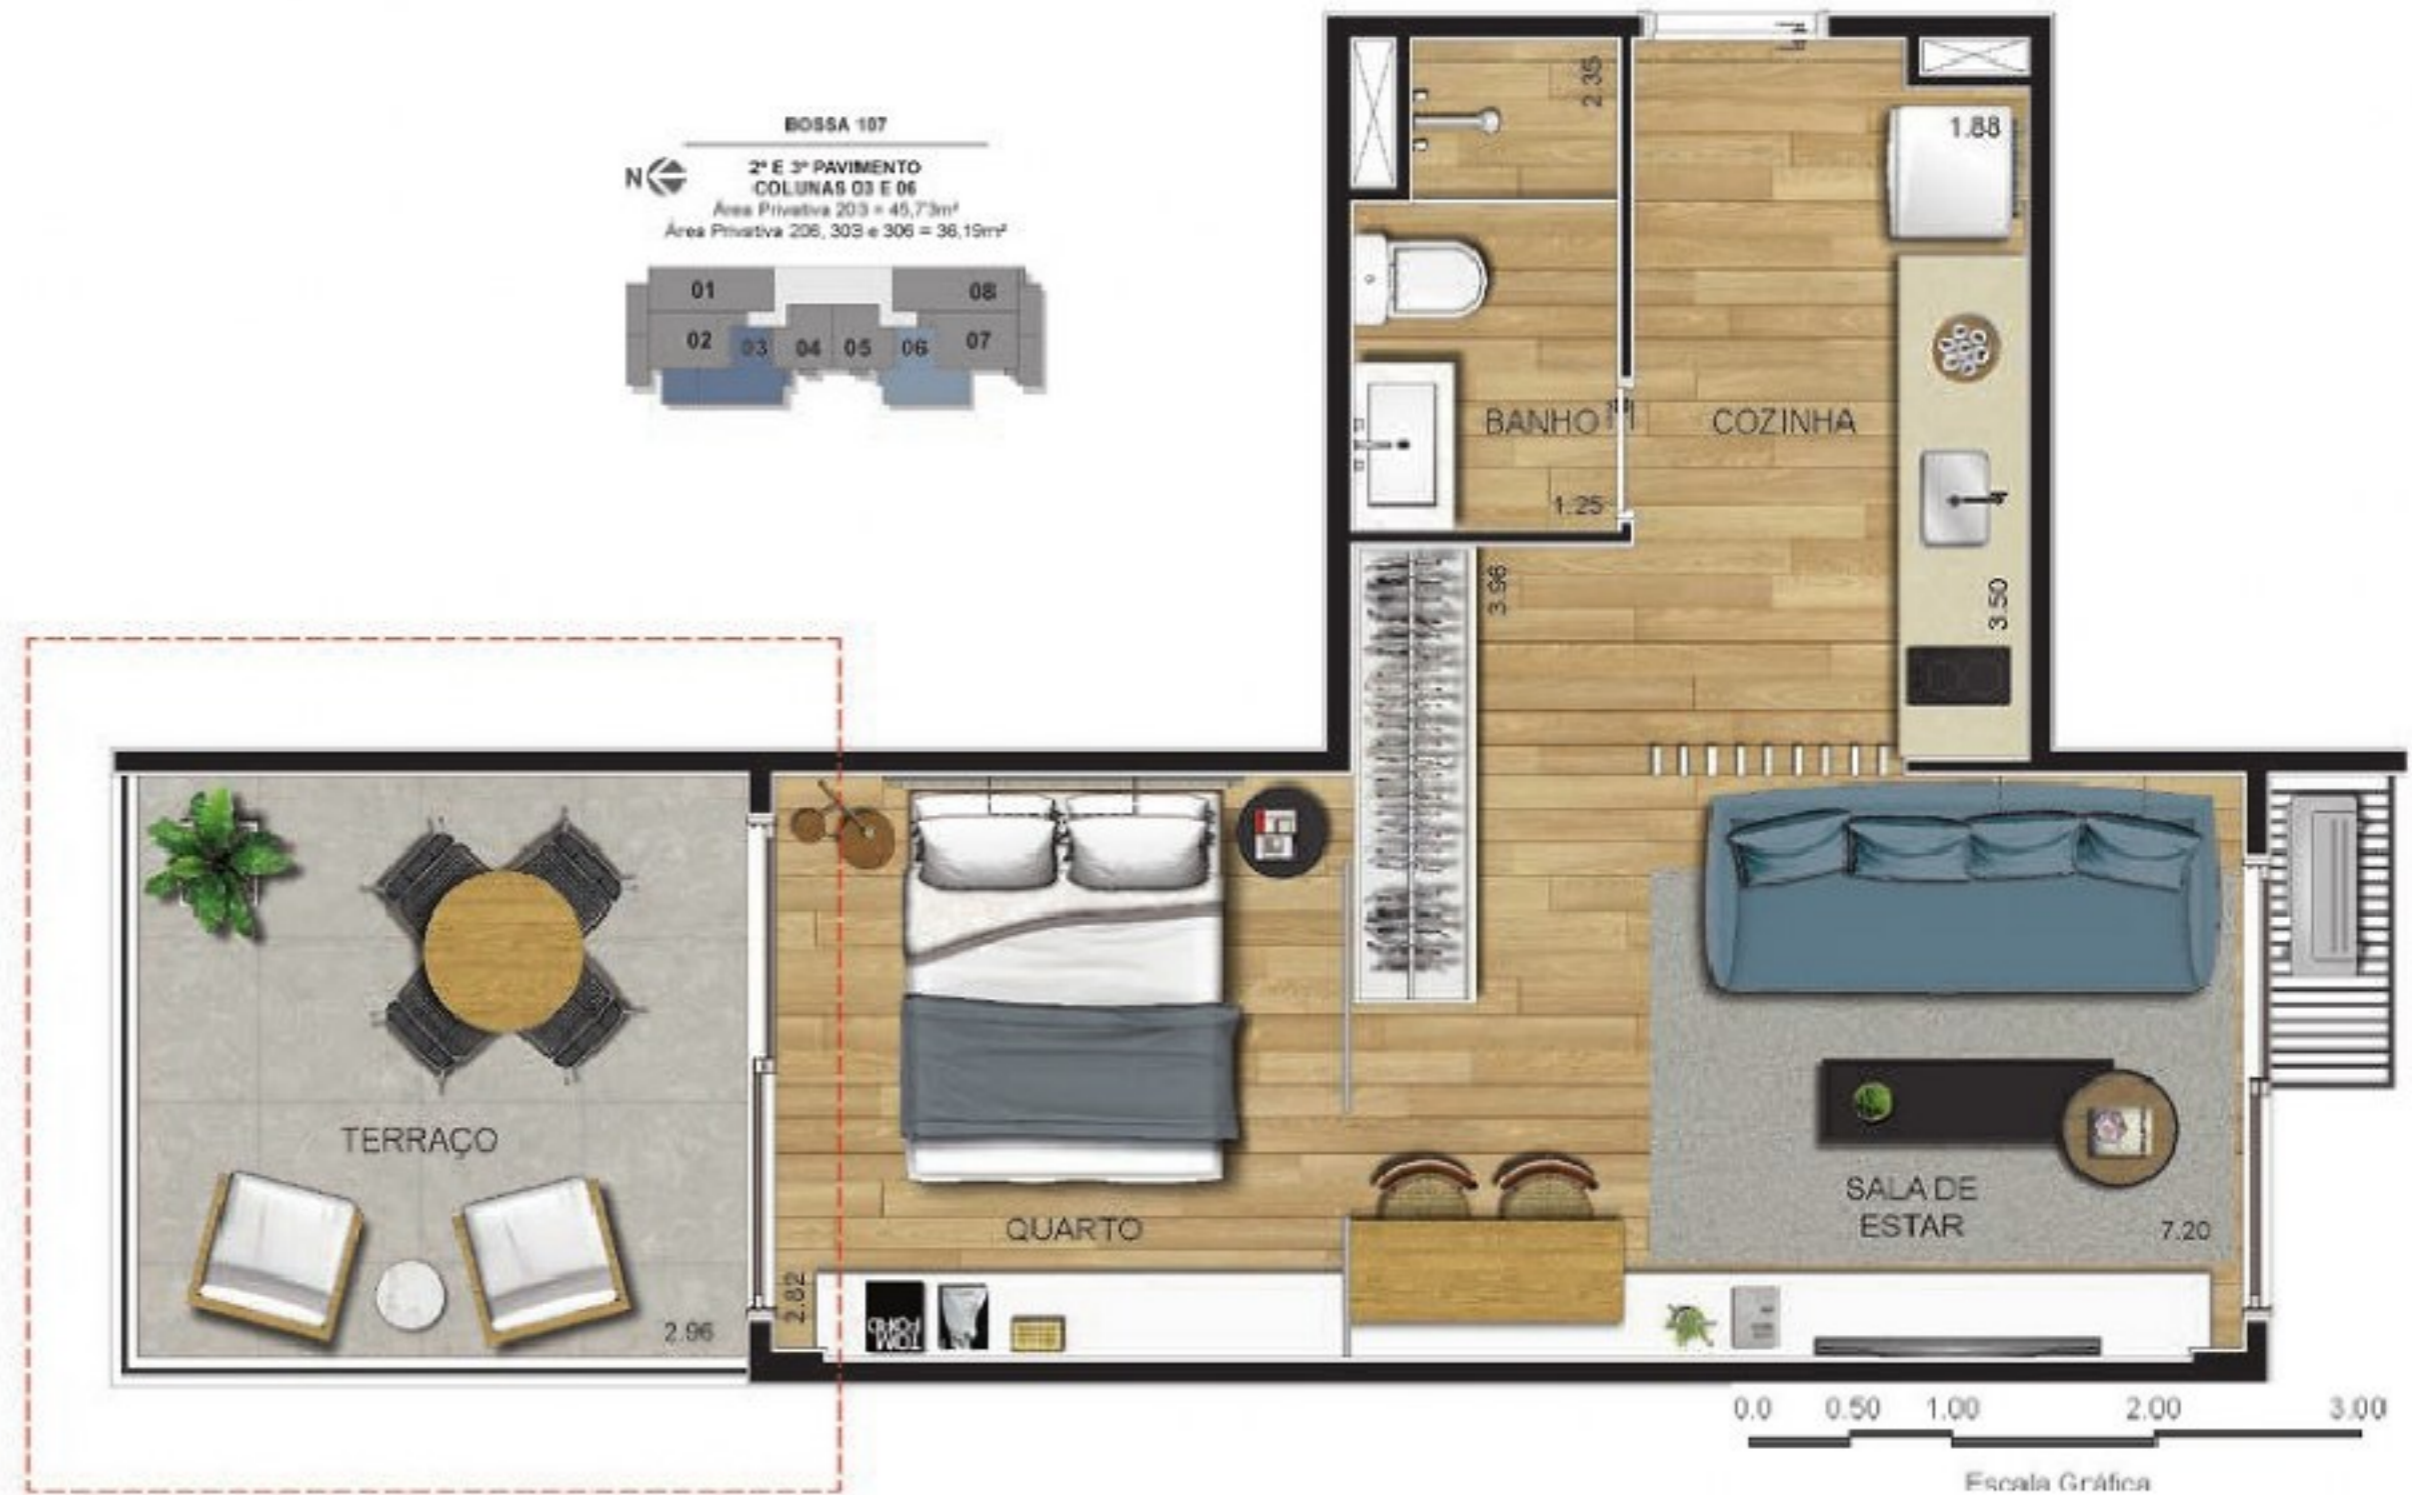 BOSSA 107
N
2º E 3º PAVIMENTO
COLUNAS 03 E 06
Área Privativa 203 = 45,73m²
Área Privativa 206, 303 e 306 = 36,19m²
01
08
02
03
04
05
06
07
2.35
1.88
BANHO
COZINHA
1.25
3.96
3.50
TERRAÇO
2.96
QUARTO
2.82
TOM FORD
SALA DE
ESTAR
7.20
0.0 0.50 1.00 2.00 3.00
Escala Gráfica